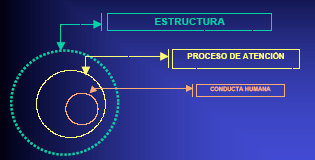 ESTRUCTURA
PROCESO DE ATENCIÓN
CONDUCTA HUMANA